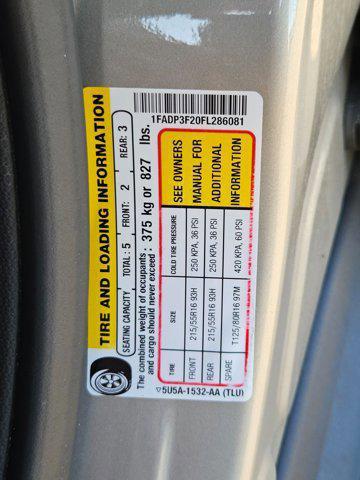 1FADP3F20FL286081
TIRE AND LOADING INFORMATION
SEATING CAPACITY TOTAL: 5 FRONT: 2 REAR: 3
The combined weight of occupants
and cargo should never exceed : 375 kg or 827 lbs.
TIRE SIZE COLD TIRE PRESSURE
FRONT 215/55R16 93H 250 KPA, 36 PSI
REAR 215/55R16 93H 250 KPA, 36 PSI
SPARE T125/80R16 97M 420 KPA, 60 PSI
SEE OWNERS
MANUAL FOR
ADDITIONAL
INFORMATION
▽5U5A-1532-AA (TLU)